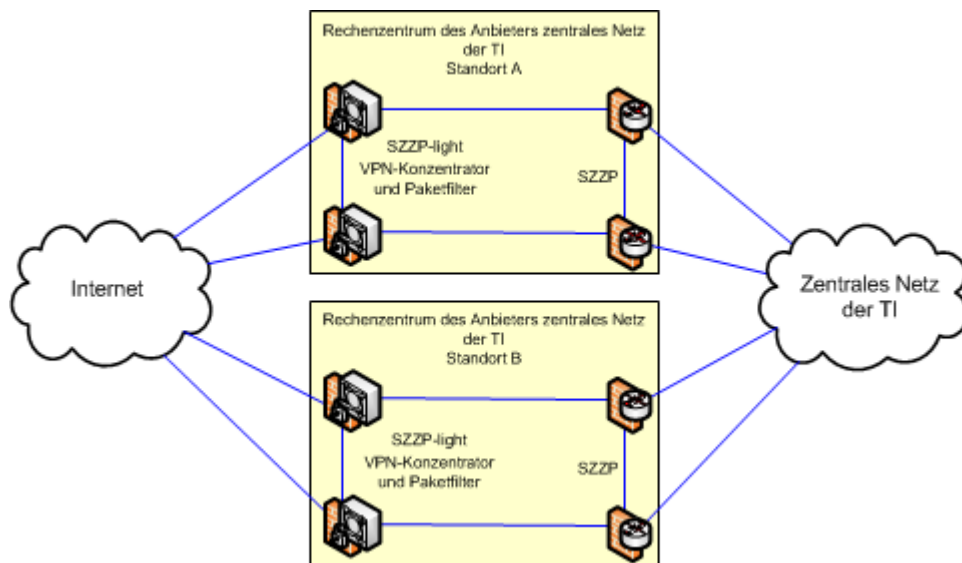 Rechenzentrum des Anbieters zentrales Netz
der TI
Standort A
SZZP-light
VPN-Konzentrator
und Paketfilter
SZZP
Internet
Zentrales Netz
der TI
Rechenzentrum des Anbieters zentrales Netz
der TI
Standort B
SZZP-light
VPN-Konzentrator
und Paketfilter
SZZP